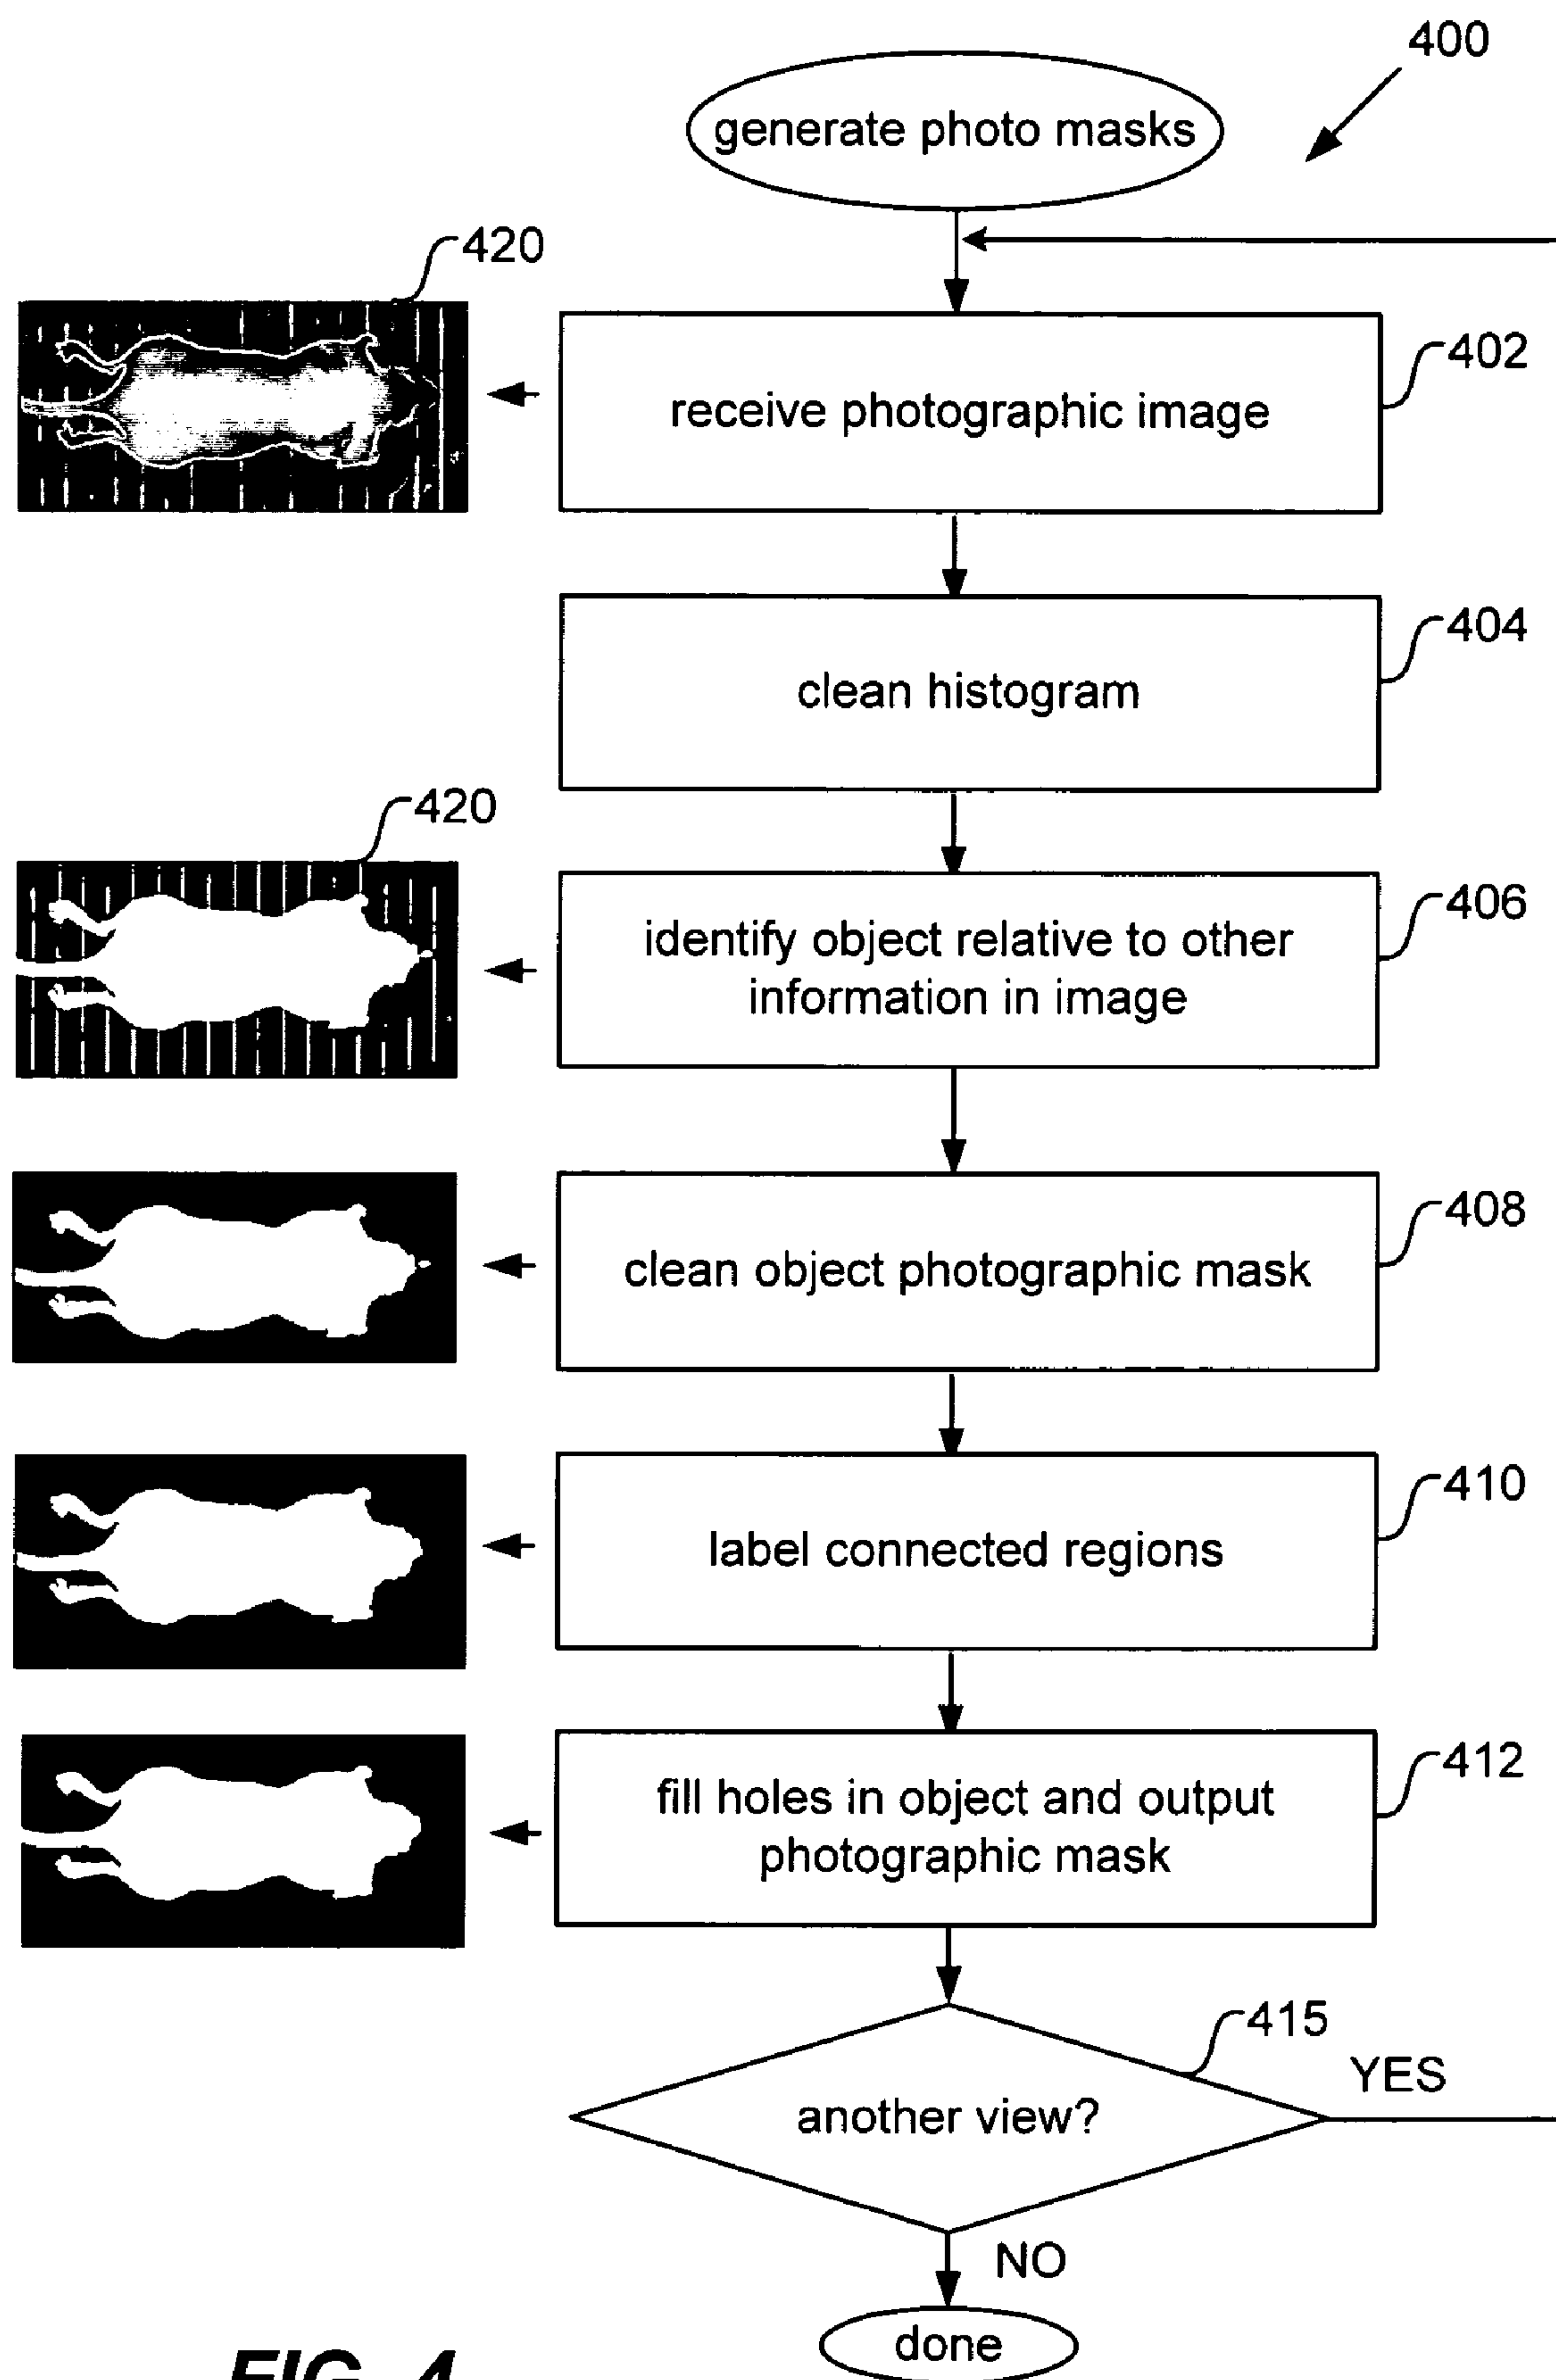 400
generate photo masks
420
402
receive photographic image
404
clean histogram
420
406
identify object relative to other
information in image
408
clean object photographic mask
410
label connected regions
412
fill holes in object and output
photographic mask
415
YES
another view?
NO
done
FIG. 4